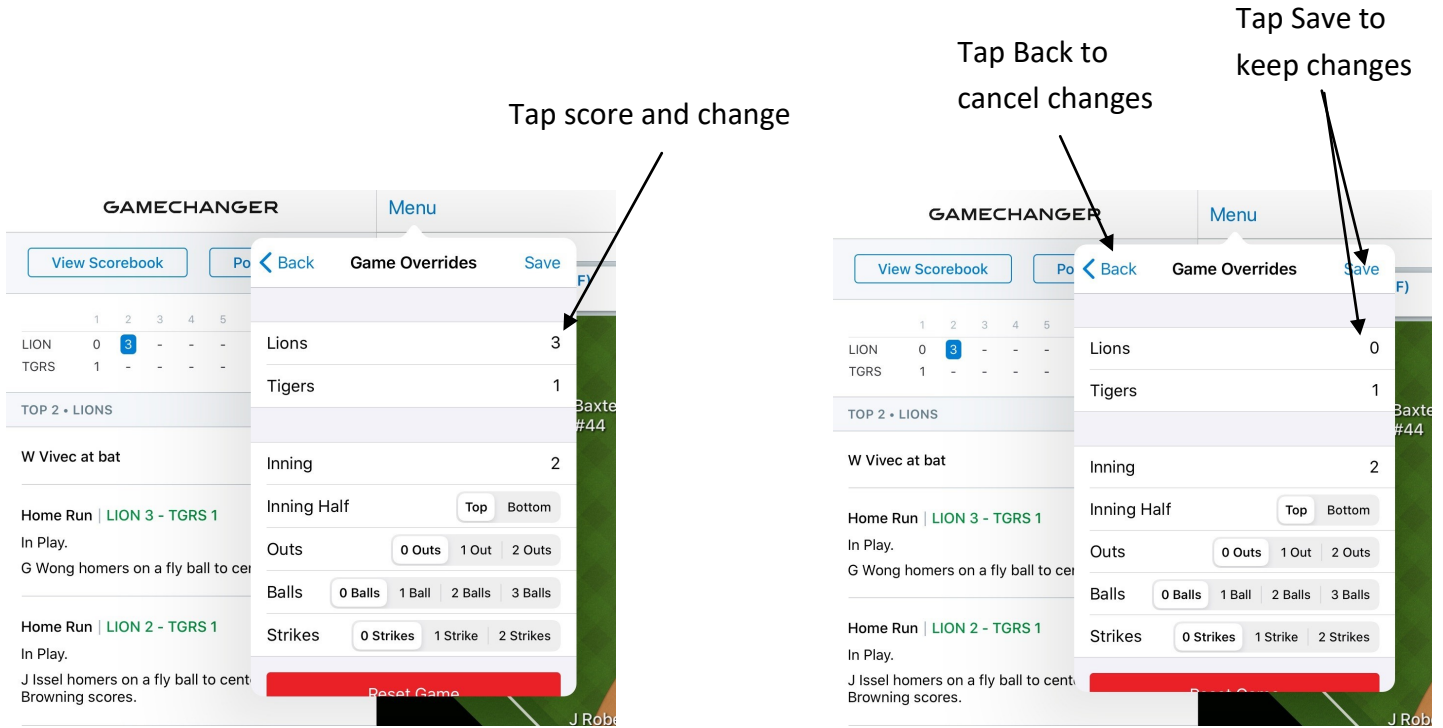 Tap Save to
keep changes
Tap Back to
cancel changes
Tap score and change
GAMECHANGER
Menu
View Scorebook
Po
Back
Game Overrides
Save
F)
1 2 3 4 5
LION 0 3 - - -
TGRS 1 - - - -
Lions 3
Tigers 1
TOP 2 • LIONS
Baxte
#44
W Vivec at bat
Inning 2
Inning Half Top Bottom
Home Run | LION 3 - TGRS 1
In Play.
G Wong homers on a fly ball to cer
Outs 0 Outs 1 Out 2 Outs
Balls 0 Balls 1 Ball 2 Balls 3 Balls
Home Run | LION 2 - TGRS 1
In Play.
J Issel homers on a fly ball to cent
Browning scores.
Strikes 0 Strikes 1 Strike 2 Strikes
Reset Game
J Robe
GAMECHANGER
Menu
View Scorebook
Po
Back
Game Overrides
Save
F)
1 2 3 4 5
LION 0 3 - - -
TGRS 1 - - - -
Lions 0
Tigers 1
TOP 2 • LIONS
Baxte
#44
W Vivec at bat
Inning 2
Inning Half Top Bottom
Home Run | LION 3 - TGRS 1
In Play.
G Wong homers on a fly ball to cer
Outs 0 Outs 1 Out 2 Outs
Balls 0 Balls 1 Ball 2 Balls 3 Balls
Home Run | LION 2 - TGRS 1
In Play.
J Issel homers on a fly ball to cent
Browning scores.
Strikes 0 Strikes 1 Strike 2 Strikes
J Rob